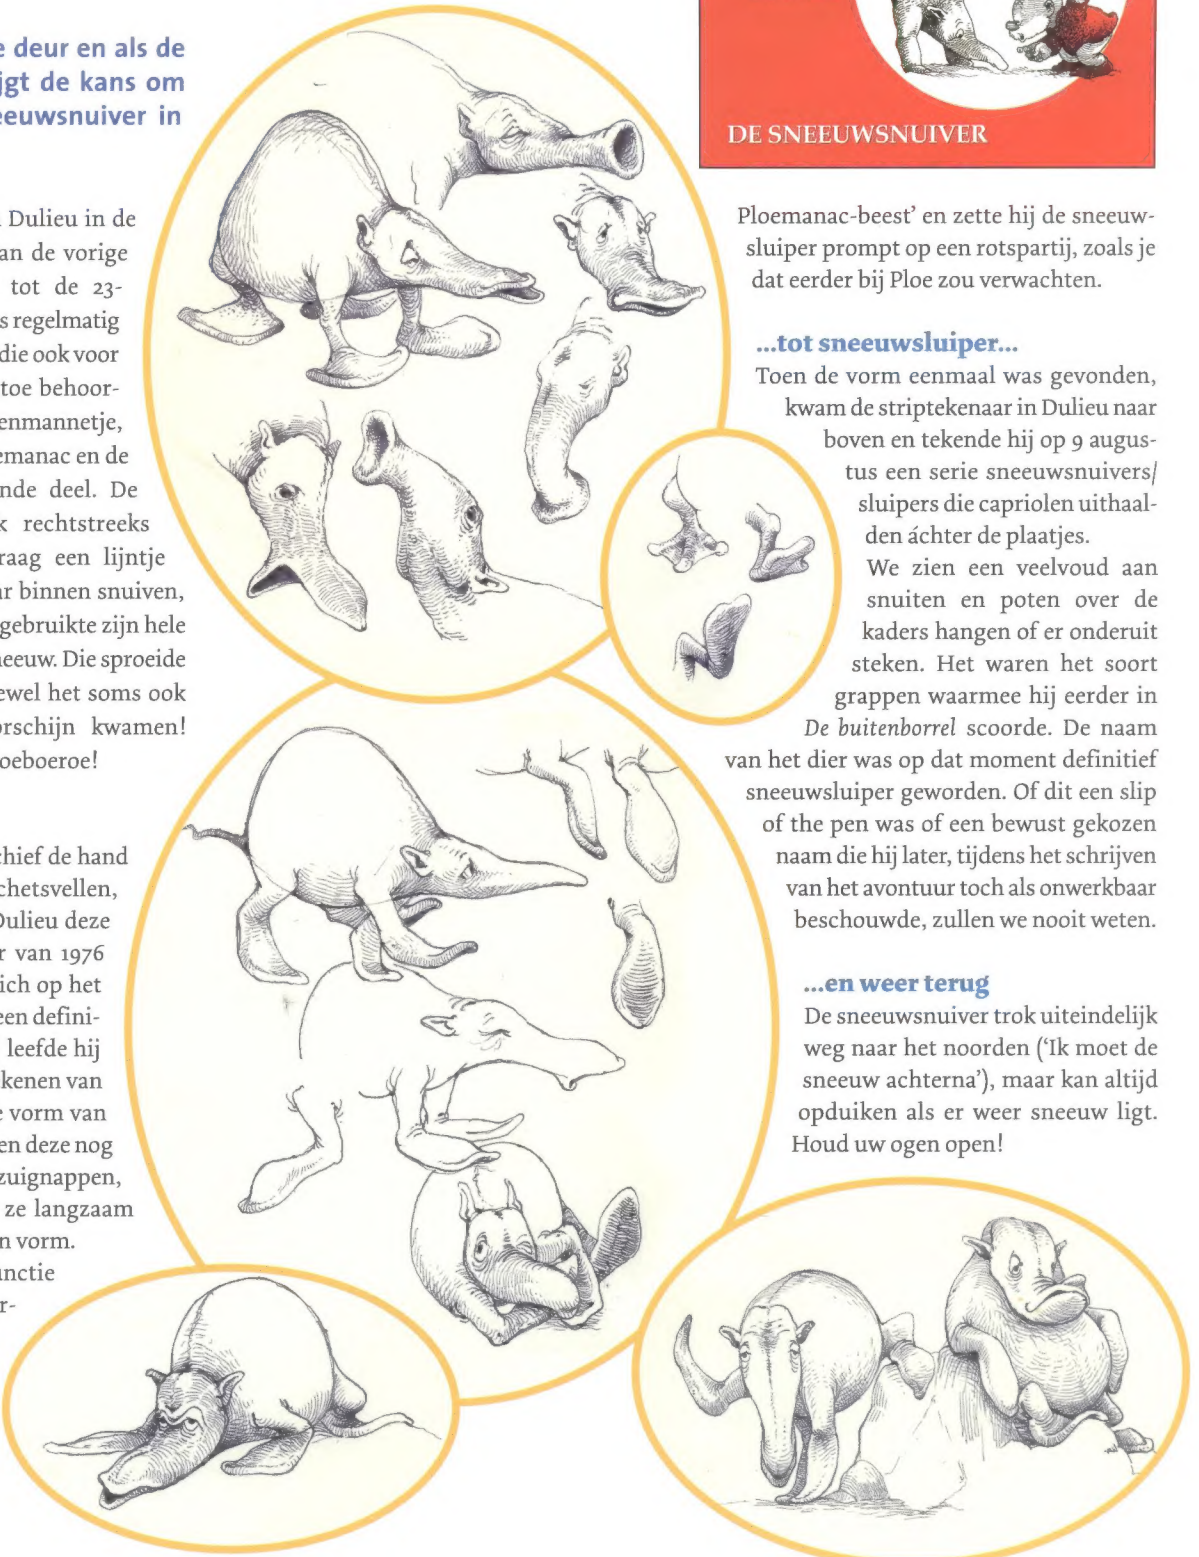 e deur en als de
jgt de kans om
eeuwsnuiver in
Dulieu in de
an de vorige
tot de 23-
s regelmatig
die ook voor
toe behoor-
enmannetje,
emanac en de
nde deel. De
k rechtstreeks
raag een lijntje
ar binnen snuiven,
gebruikte zijn hele
neeuw. Die sproeide
ewel het soms ook
orschijn kwamen!
oeboeroe!
chief de hand
chetsvellen,
Dulieu deze
r van 1976
ich op het
een defini-
leefde hij
kenen van
e vorm van
en deze nog
zuignappen,
ze langzaam
n vorm.
unctie
r-
DE SNEEUWSNUIVER
Ploemanac-beest’ en zette hij de sneeuw-
sluiper prompt op een rotspartij, zoals je
dat eerder bij Ploe zou verwachten.
...tot sneeuwsluiper...
Toen de vorm eenmaal was gevonden,
kwam de striptekenaar in Dulieu naar
boven en tekende hij op 9 augus-
tus een serie sneeuwsnuivers/
sluipers die capriolen uithaal-
den áchter de plaatjes.
We zien een veelvoud aan
snuiten en poten over de
kaders hangen of er onderuit
steken. Het waren het soort
grappen waarmee hij eerder in
De buitenborrel scoorde. De naam
van het dier was op dat moment definitief
sneeuwsluiper geworden. Of dit een slip
of the pen was of een bewust gekozen
naam die hij later, tijdens het schrijven
van het avontuur toch als onwerkbaar
beschouwde, zullen we nooit weten.
...en weer terug
De sneeuwsnuiver trok uiteindelijk
weg naar het noorden (‘Ik moet de
sneeuw achterna’), maar kan altijd
opduiken als er weer sneeuw ligt.
Houd uw ogen open!